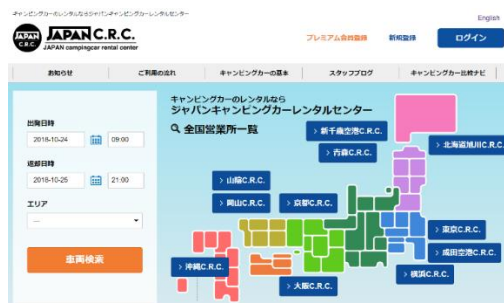 キャンピングカーのレンタルならジャパンキャンピングカーレンタルセンター
English
JAPAN
C.B.C.
JAPAN C.R.C.
JAPAN campingcar rental center
プレミアム会員登録
新規登録
ログイン
お知らせ
ご利用の流れ
キャンピングカーの基本
スタッフブログ
キャンピングカー比較ナビ
キャンピングカーのレンタルなら
ジャパンキャンピングカーレンタルセンター
全国営業所一覧
出発日時
2018-10-24
09:00
返却日時
2018-10-25
21:00
エリア
---
車両検索
> 新千歳空港C.R.C.
> 北海道旭川C.R.C.
> 青森C.R.C.
> 山陰C.R.C.
> 岡山C.R.C.
> 京都C.R.C.
> 東京C.R.C.
> 成田空港C.R.C.
> 沖縄C.R.C.
> 横浜C.R.C.
> 大阪C.R.C.